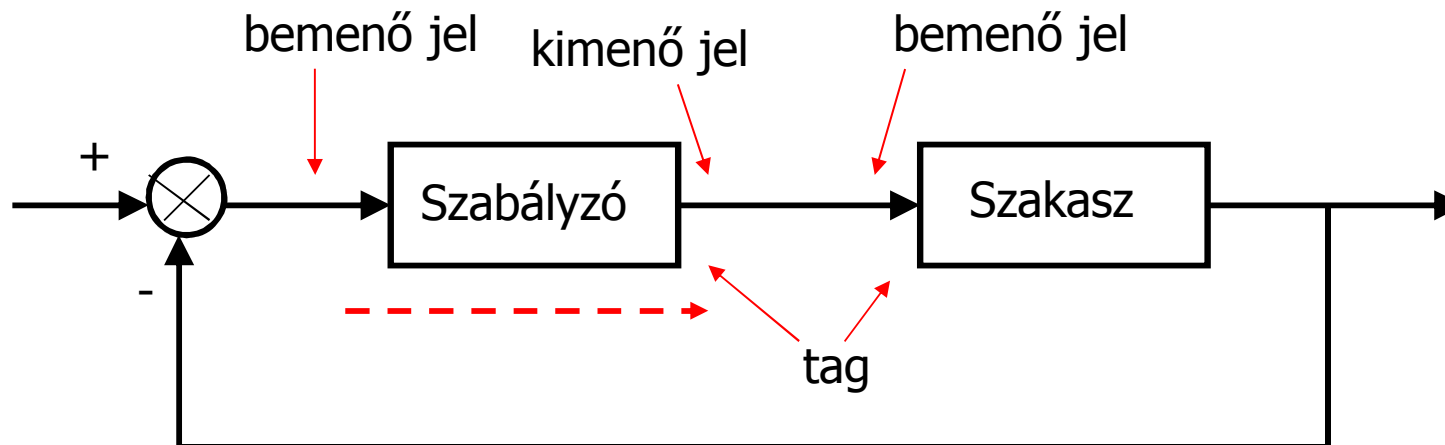 bemenő jel
kimenő jel
bemenő jel
+
Szabályzó
Szakasz
-
tag